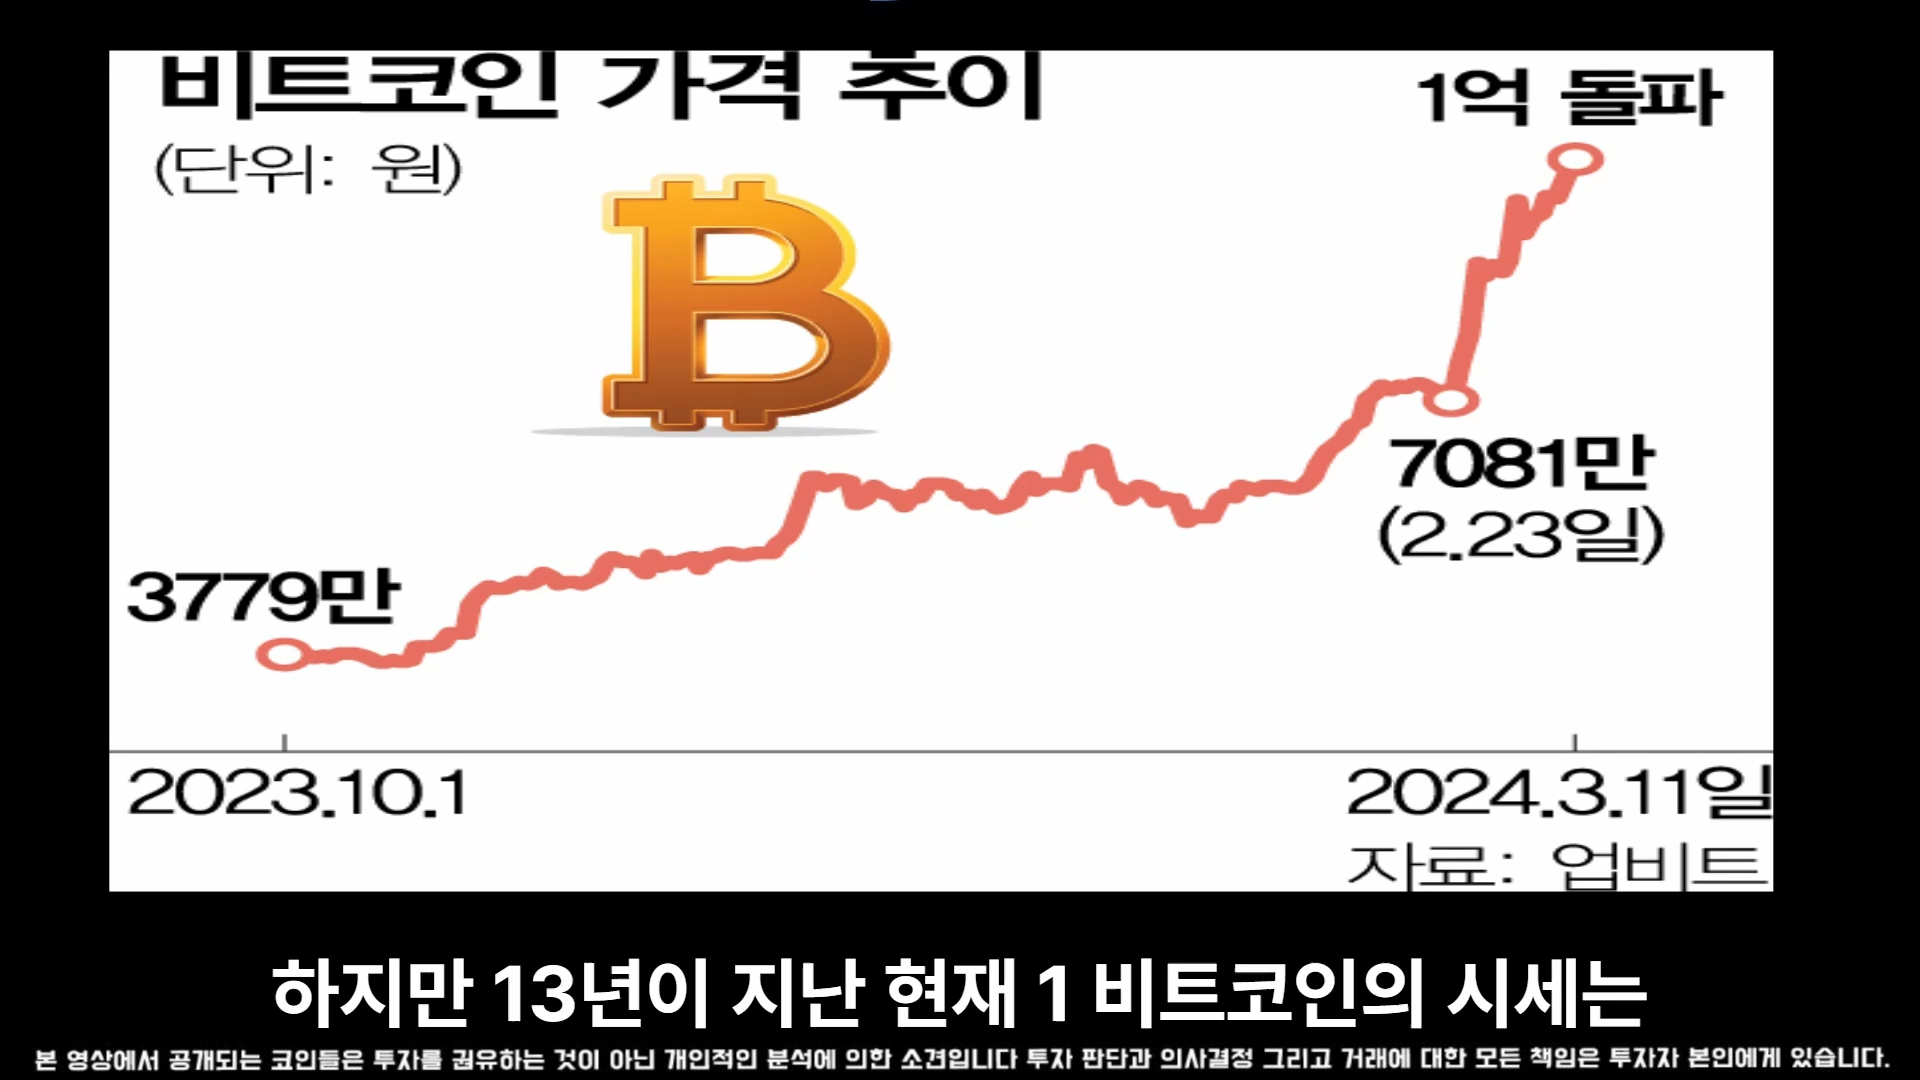 비트코인 가격 추이
(단위: 원)
1억 돌파
7081만
(2.23일)
3779만
2023.10.1
2024.3.11일
자료: 업비트
하지만 13년이 지난 현재 1 비트코인의 시세는
본 영상에서 공개되는 코인들은 투자를 권유하는 것이 아닌 개인적인 분석에 의한 소견입니다 투자 판단과 의사결정 그리고 거래에 대한 모든 책임은 투자자 본인에게 있습니다.